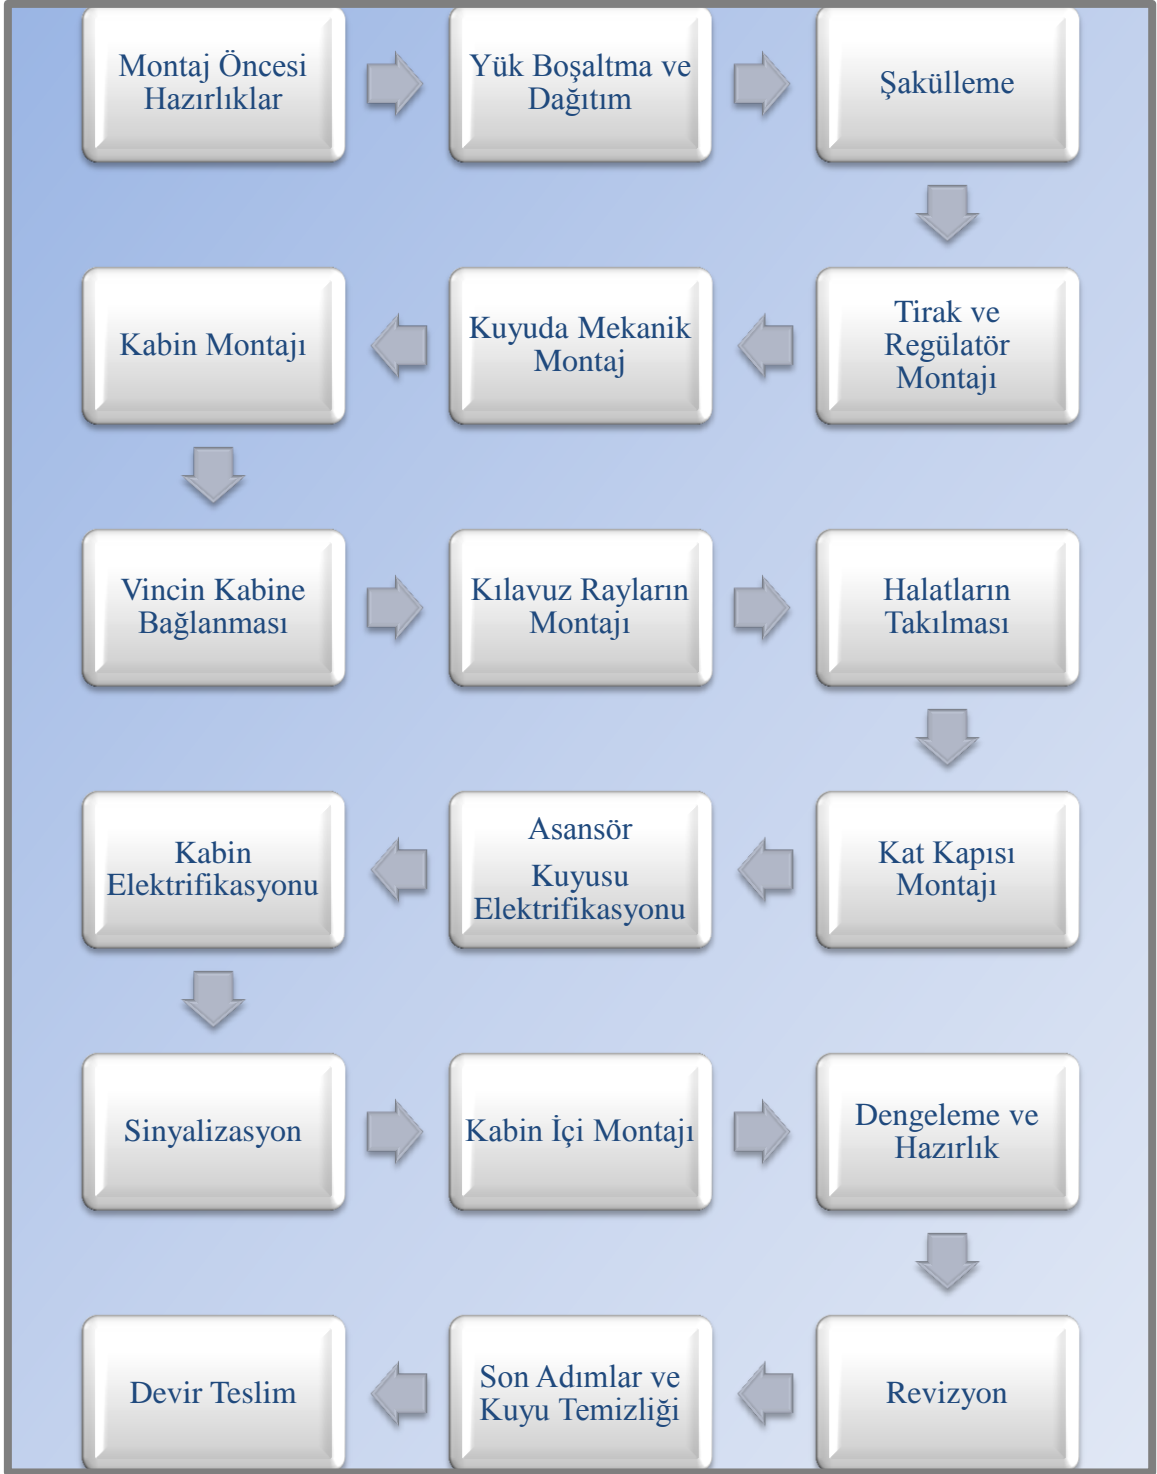 Montaj Öncesi
Hazırlıklar
Yük Boşaltma ve
Dağıtım
Şakülleme
Tirak ve
Regülatör
Montajı
Kuyuda Mekanik
Montaj
Kabin Montajı
Vincin Kabine
Bağlanması
Kılavuz Rayların
Montajı
Halatların
Takılması
Kat Kapısı
Montajı
Asansör
Kuyusu
Elektrifikasyonu
Kabin
Elektrifikasyonu
Sinyalizasyon
Kabin İçi Montajı
Dengeleme ve
Hazırlık
Revizyon
Son Adımlar ve
Kuyu Temizliği
Devir Teslim